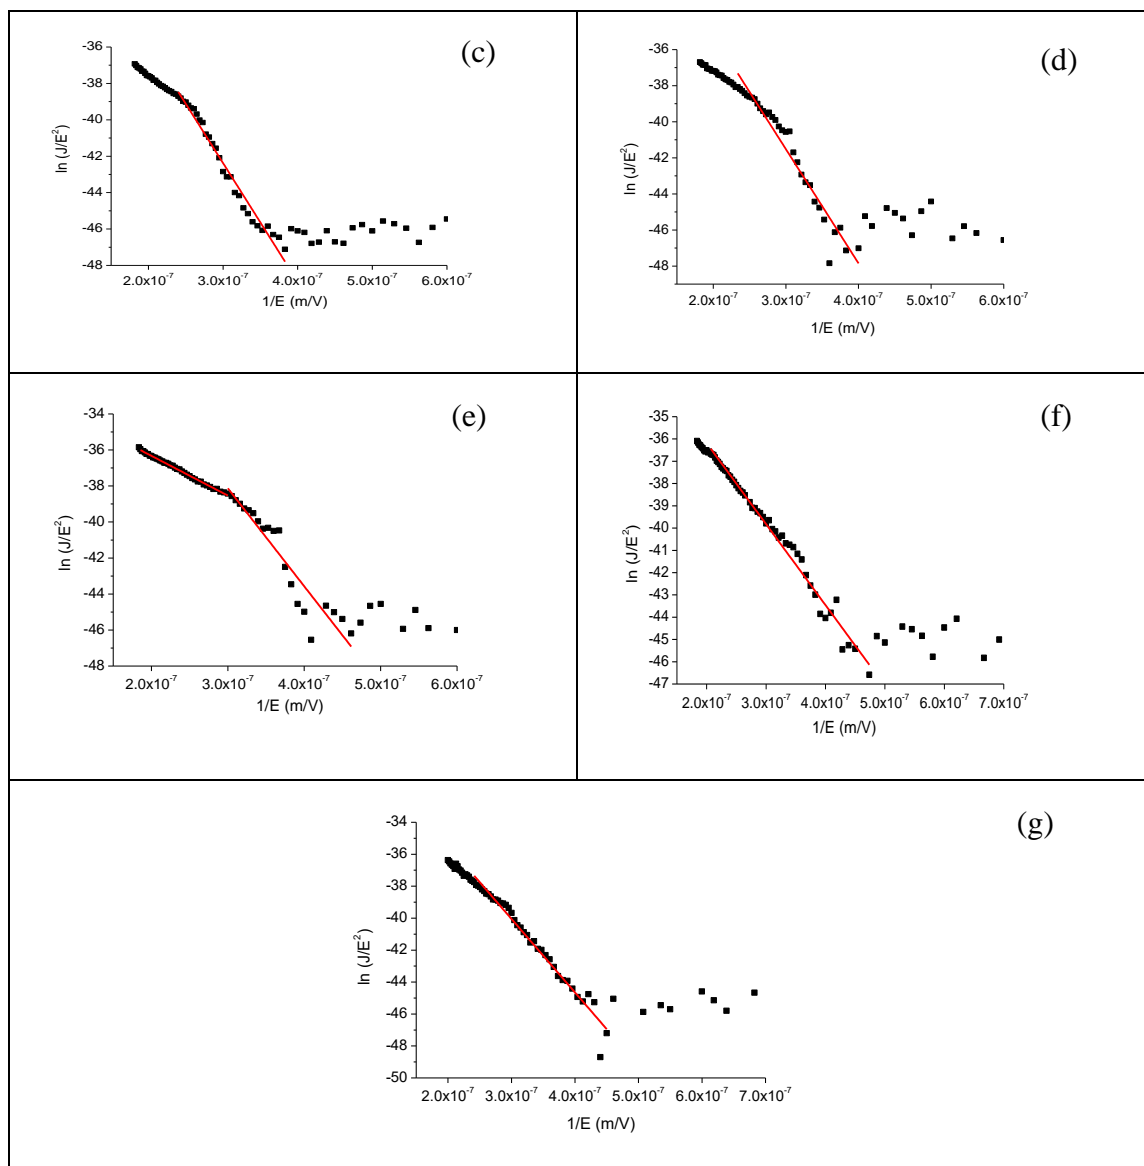 (c)
-36
-38
-40
-42
-44
-46
-48
ln (J/E²)
2.0x10⁻⁷ 3.0x10⁻⁷ 4.0x10⁻⁷ 5.0x10⁻⁷ 6.0x10⁻⁷
1/E (m/V)
(d)
-36
-38
-40
-42
-44
-46
-48
ln (J/E²)
2.0x10⁻⁷ 3.0x10⁻⁷ 4.0x10⁻⁷ 5.0x10⁻⁷ 6.0x10⁻⁷
1/E (m/V)
(e)
-34
-36
-38
-40
-42
-44
-46
-48
ln (J/E²)
2.0x10⁻⁷ 3.0x10⁻⁷ 4.0x10⁻⁷ 5.0x10⁻⁷ 6.0x10⁻⁷
1/E (m/V)
(f)
-35
-36
-37
-38
-39
-40
-41
-42
-43
-44
-45
-46
-47
ln (J/E²)
2.0x10⁻⁷ 3.0x10⁻⁷ 4.0x10⁻⁷ 5.0x10⁻⁷ 6.0x10⁻⁷ 7.0x10⁻⁷
1/E (m/V)
(g)
-34
-36
-38
-40
-42
-44
-46
-48
-50
ln (J/E²)
2.0x10⁻⁷ 3.0x10⁻⁷ 4.0x10⁻⁷ 5.0x10⁻⁷ 6.0x10⁻⁷ 7.0x10⁻⁷
1/E (m/V)